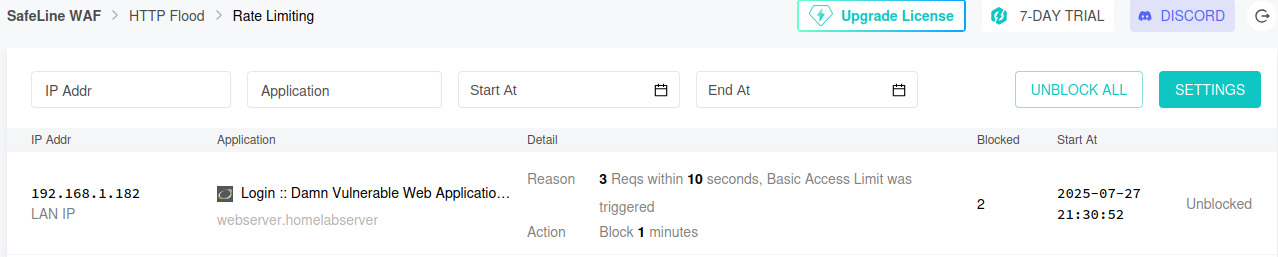 SafeLine WAF > HTTP Flood > Rate Limiting Upgrade License 7-DAY TRIAL DISCORD
IP Addr Application Start At End At UNBLOCK ALL SETTINGS
IP Addr Application Detail Blocked Start At
192.168.1.182
LAN IP
Login :: Damn Vulnerable Web Applicatio...
webserver.homelabserver
Reason 3 Reqs within 10 seconds, Basic Access Limit was
triggered
Action Block 1 minutes
2
2025-07-27
21:30:52
Unblocked